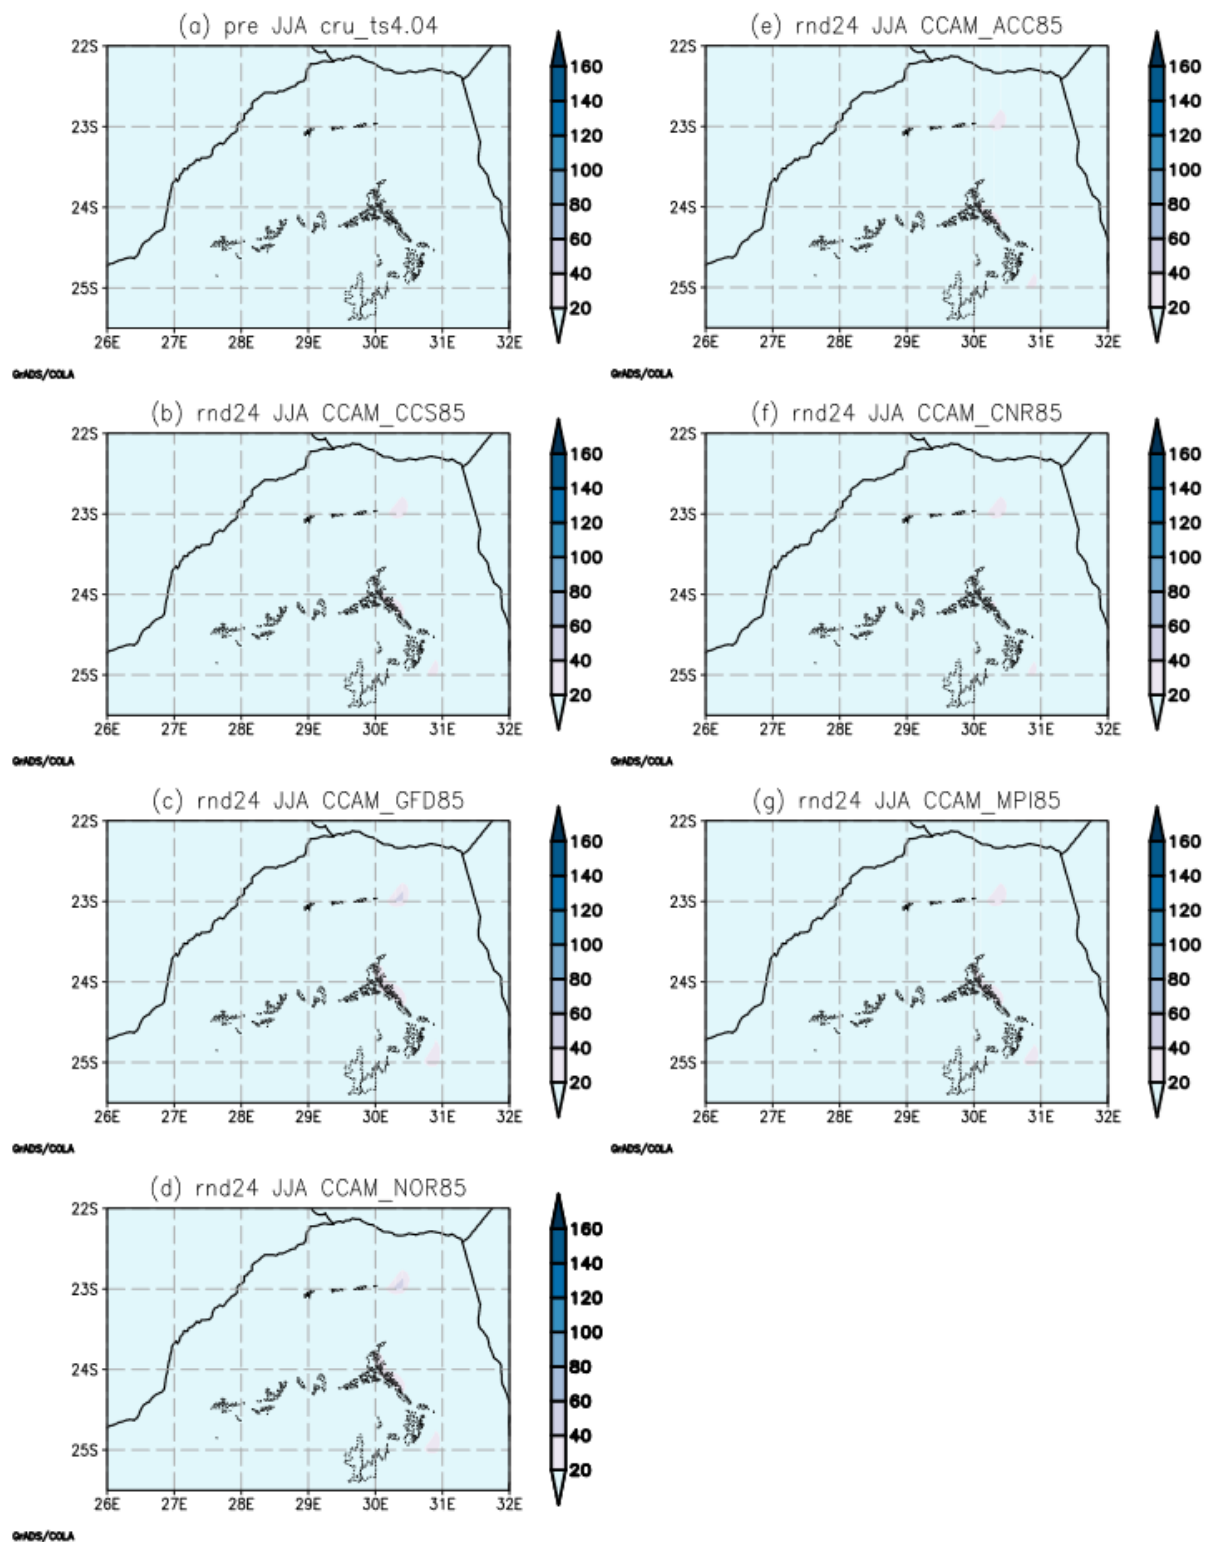 (a) pre JJA cru_ts4.04
22S
23S
24S
25S
26E 27E 28E 29E 30E 31E 32E
160
140
120
100
80
60
40
20
GrADS/COLA
(e) rnd24 JJA CCAM_ACC85
22S
23S
24S
25S
26E 27E 28E 29E 30E 31E 32E
160
140
120
100
80
60
40
20
GrADS/COLA
(b) rnd24 JJA CCAM_CCS85
22S
23S
24S
25S
26E 27E 28E 29E 30E 31E 32E
160
140
120
100
80
60
40
20
GrADS/COLA
(f) rnd24 JJA CCAM_CNR85
22S
23S
24S
25S
26E 27E 28E 29E 30E 31E 32E
160
140
120
100
80
60
40
20
GrADS/COLA
(c) rnd24 JJA CCAM_GFD85
22S
23S
24S
25S
26E 27E 28E 29E 30E 31E 32E
160
140
120
100
80
60
40
20
GrADS/COLA
(g) rnd24 JJA CCAM_MPI85
22S
23S
24S
25S
26E 27E 28E 29E 30E 31E 32E
160
140
120
100
80
60
40
20
GrADS/COLA
(d) rnd24 JJA CCAM_NOR85
22S
23S
24S
25S
26E 27E 28E 29E 30E 31E 32E
160
140
120
100
80
60
40
20
GrADS/COLA